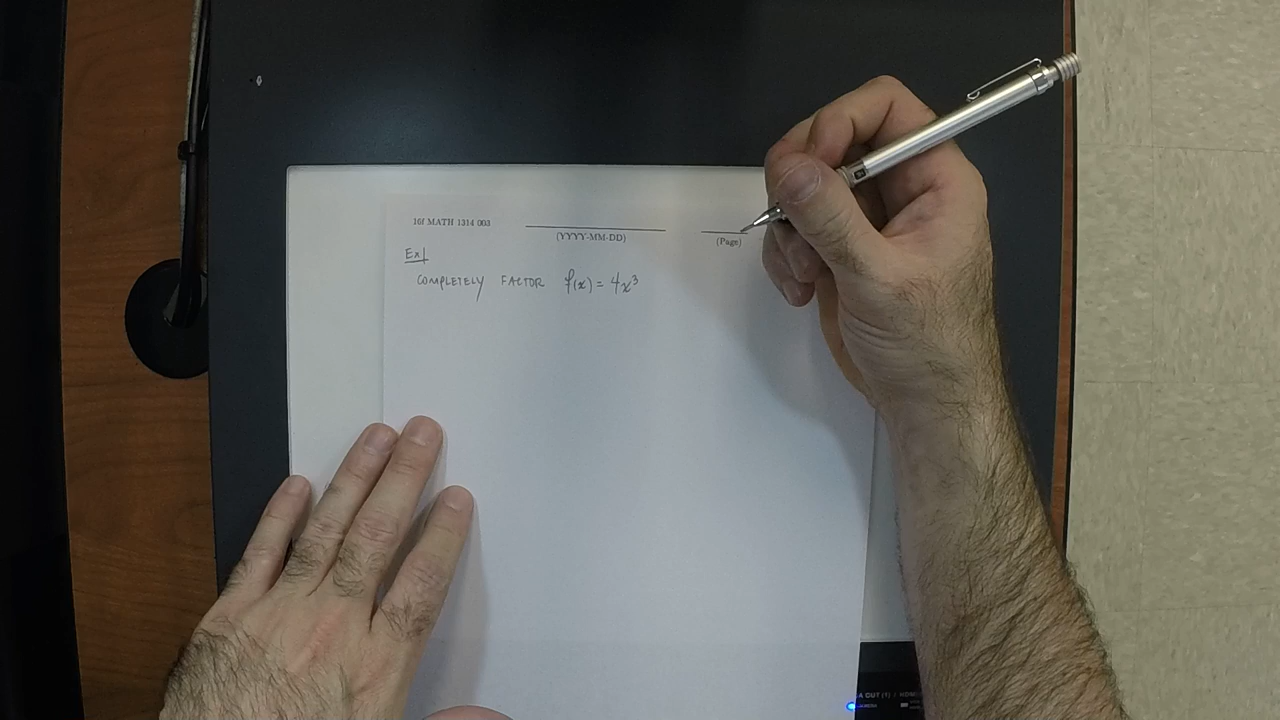 16f MATH 1314 003
(YYYY-MM-DD)
(Page)
Ex1
COMPLETELY FACTOR f(x) = 4x³